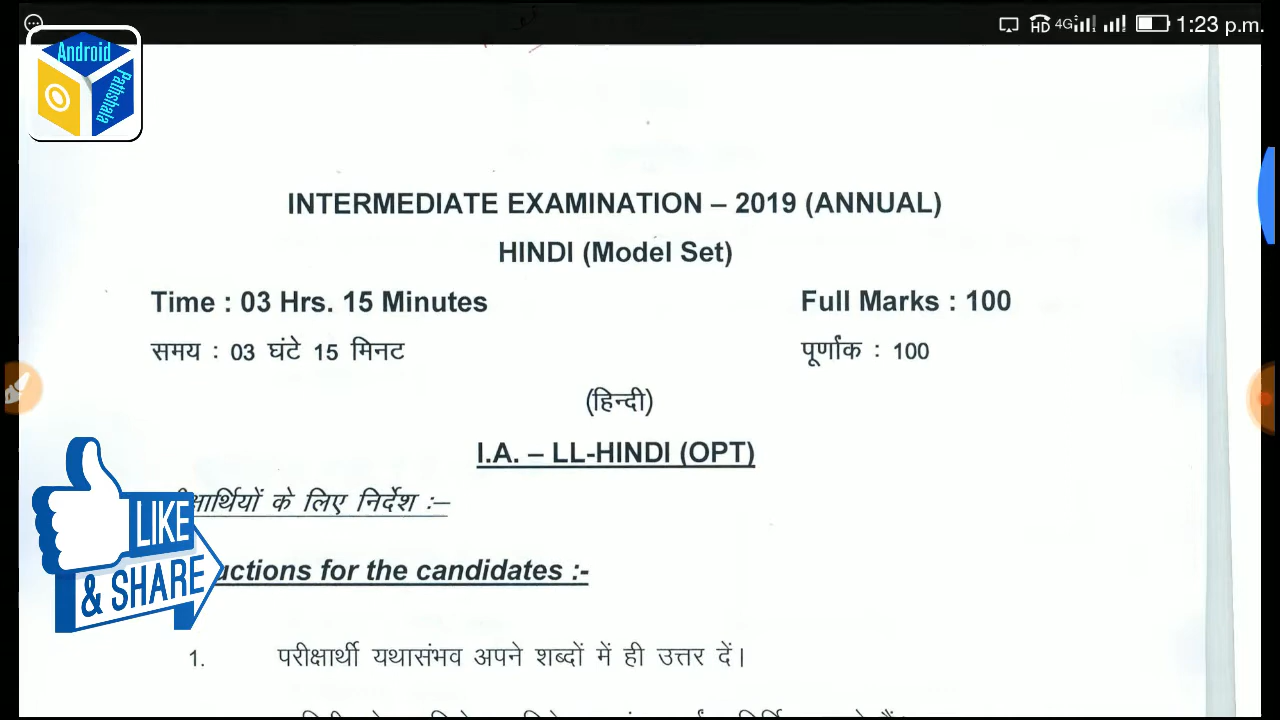 HD 4G 1:23 p.m.
Android
Pathshala
INTERMEDIATE EXAMINATION – 2019 (ANNUAL)
HINDI (Model Set)
Time : 03 Hrs. 15 Minutes Full Marks : 100
समय : 03 घंटे 15 मिनट पूर्णांक : 100
(हिन्दी)
I.A. – LL-HINDI (OPT)
के लिए निर्देश :–
LIKE
& SHARE
for the candidates :-
1. परीक्षार्थी यथासंभव अपने शब्दों में ही उत्तर दें।